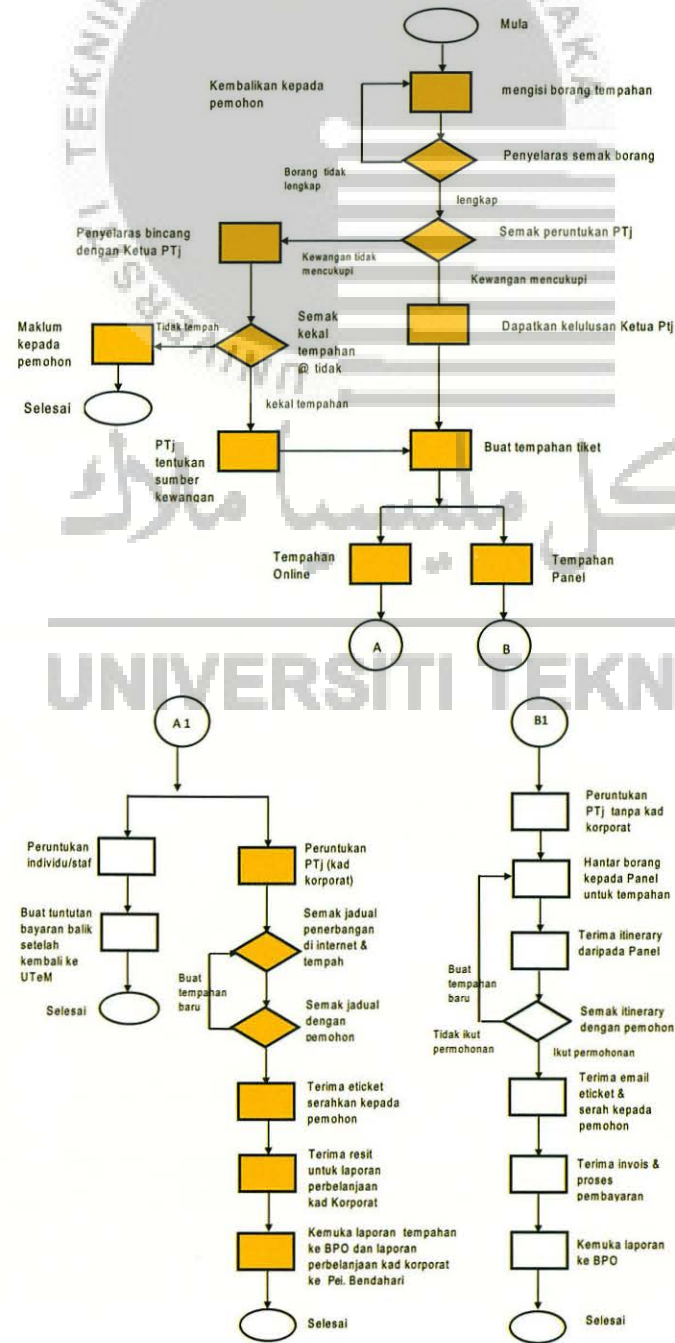 Mula
Kembalikan kepada
pemohon
mengisi borang tempahan
Penyelaras semak borang
Borang tidak
lengkap
lengkap
Penyelaras bincang
dengan Ketua PTj
Semak peruntukan PTj
Kewangan tidak
mencukupi
Kewangan mencukupi
Maklum
kepada
pemohon
Tidak tempah
Semak
kekal
tempahan
@ tidak
Dapatkan kelulusan Ketua Ptj
Selesai
kekal tempahan
PTj
tentukan
sumber
kewangan
Buat tempahan tiket
Tempahan
Online
Tempahan
Panel
A
B
UNIVERSITI TEKN
A 1
Peruntukan
individu/staf
Buat tuntutan
bayaran balik
setelah
kembali ke
UTeM
Selesai
Peruntukan
PTj (kad
korporat)
Semak jadual
penerbangan
di internet &
tempah
Buat
tempahan
baru
Semak jadual
dengan
pemohon
Terima eticket
serahkan kepada
pemohon
Terima resit
untuk laporan
perbelanjaan
kad Korporat
Kemuka laporan tempahan
ke BPO dan laporan
perbelanjaan kad korporat
ke Pej. Bendahari
Selesai
B1
Peruntukan
PTj tanpa kad
korporat
Hantar borang
kepada Panel
untuk tempahan
Terima itinerary
daripada Panel
Buat
tempahan
baru
Tidak ikut
permohonan
Semak itinerary
dengan pemohon
Ikut permohonan
Terima email
eticket &
serah kepada
pemohon
Terima invois &
proses
pembayaran
Kemuka laporan
ke BPO
Selesai